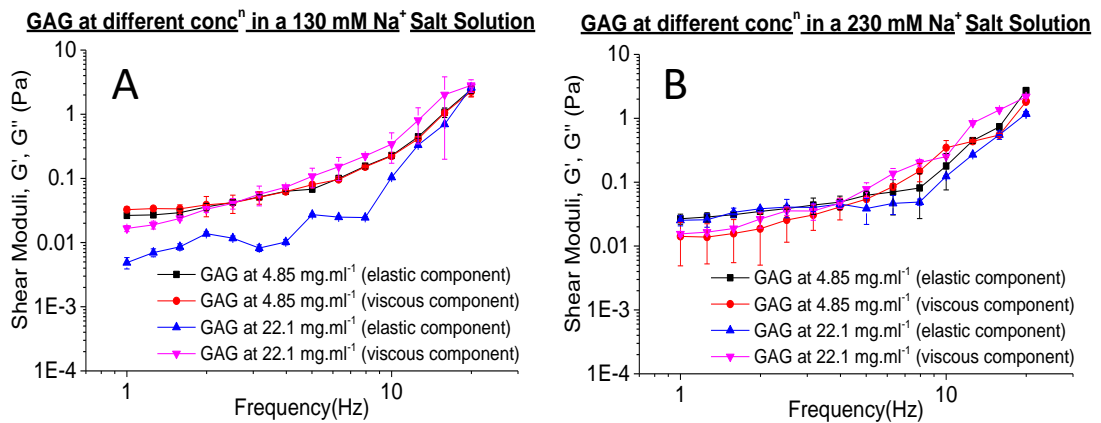 GAG at different concⁿ in a 130 mM Na⁺ Salt Solution
A
Shear Moduli, G', G'' (Pa)
10
1
0.1
0.01
1E-3
1E-4
GAG at 4.85 mg.ml⁻¹ (elastic component)
GAG at 4.85 mg.ml⁻¹ (viscous component)
GAG at 22.1 mg.ml⁻¹ (elastic component)
GAG at 22.1 mg.ml⁻¹ (viscous component)
1
10
Frequency(Hz)
GAG at different concⁿ in a 230 mM Na⁺ Salt Solution
B
Shear Moduli, G', G'' (Pa)
10
1
0.1
0.01
1E-3
1E-4
GAG at 4.85 mg.ml⁻¹ (elastic component)
GAG at 4.85 mg.ml⁻¹ (viscous component)
GAG at 22.1 mg.ml⁻¹ (elastic component)
GAG at 22.1 mg.ml⁻¹ (viscous component)
1
10
Frequency(Hz)